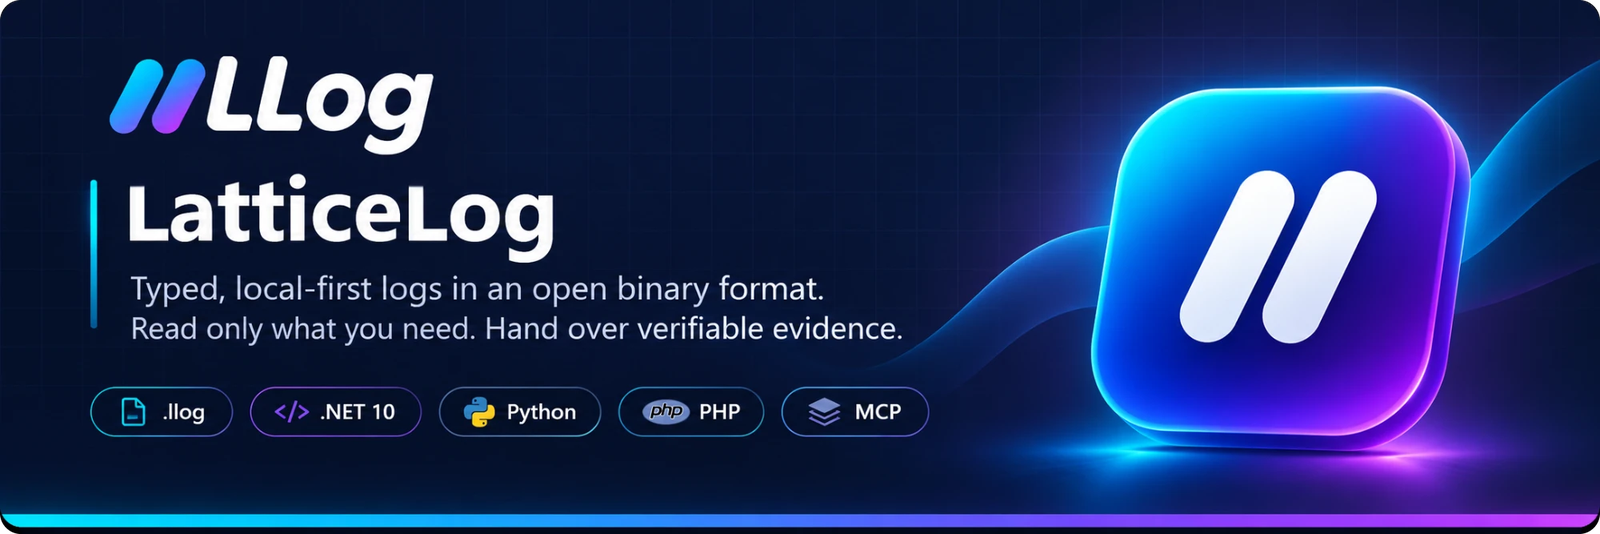 LLog
LatticeLog
Typed, local-first logs in an open binary format.
Read only what you need. Hand over verifiable evidence.
.llog </> .NET 10 Python php PHP MCP